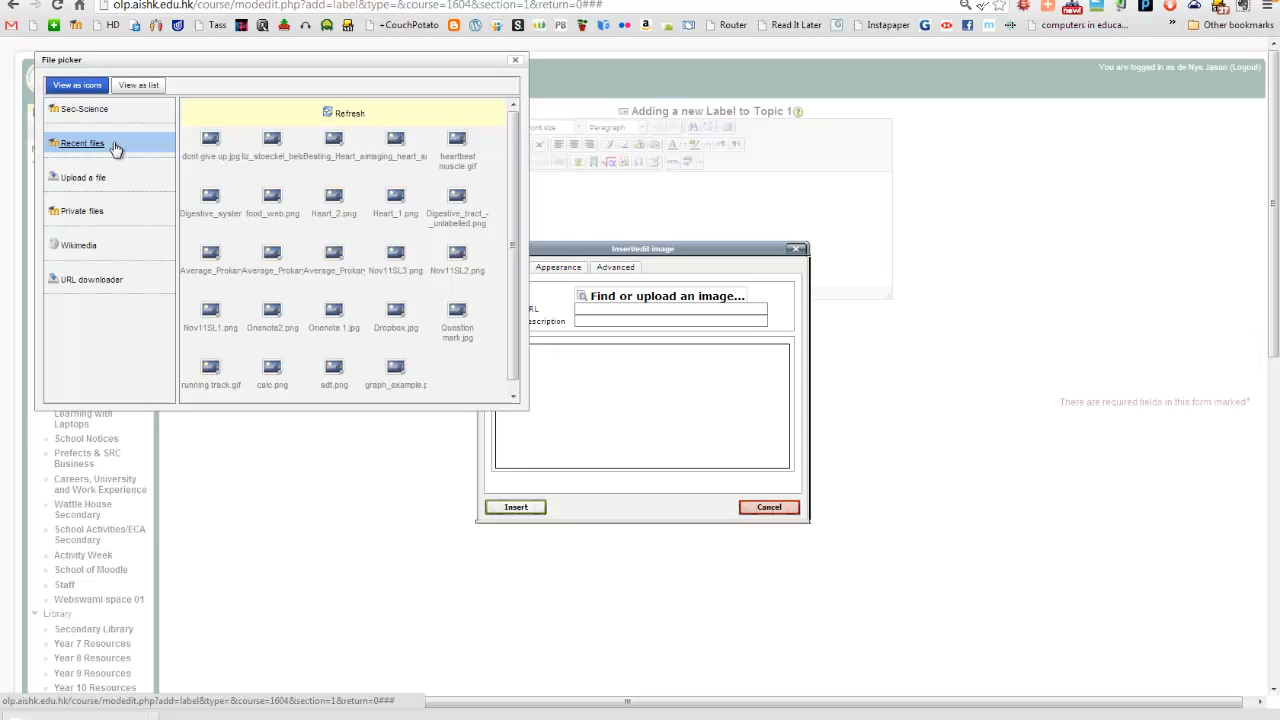 olp.aishk.edu.hk/course/modedit.php?add=label&type=&course=1604&section=1&return=0###
HD
Tass
CouchPotato
Router
Read It Later
Instapaper
computers in educa...
Other bookmarks
You are logged in as de Nys Jason (Logout)
File picker
View as icons
View as list
Sec-Science
Recent files
Upload a file
Private files
Wikimedia
URL downloader
Refresh
dont give up.jpg
heartbeat
muscle.gif
food_web.png
Heart_2.png
Heart_1.png
Digestive_tract_-
_unlabelled.png
Nov11SL3.png
Nov11SL2.png
Nov11SL1.png
Onenote2.png
Onenote 1.jpg
Dropbox.jpg
Question
mark.jpg
running track.gif
calc.png
sdt.png
Adding a new Label to Topic 1
ont size
Paragraph
Insert/edit image
Appearance
Advanced
Find or upload an image...
RL
escription
Insert
Cancel
There are required fields in this form marked*
Learning with
Laptops
School Notices
Prefects & SRC
Business
Careers, University
and Work Experience
Wattle House
Secondary
School Activities/ECA
Secondary
Activity Week
School of Moodle
Staff
Webswami space 01
Library
Secondary Library
Year 7 Resources
Year 8 Resources
Year 9 Resources
Year 10 Resources
olp.aishk.edu.hk/course/modedit.php?add=label&type=&course=1604&section=1&return=0###